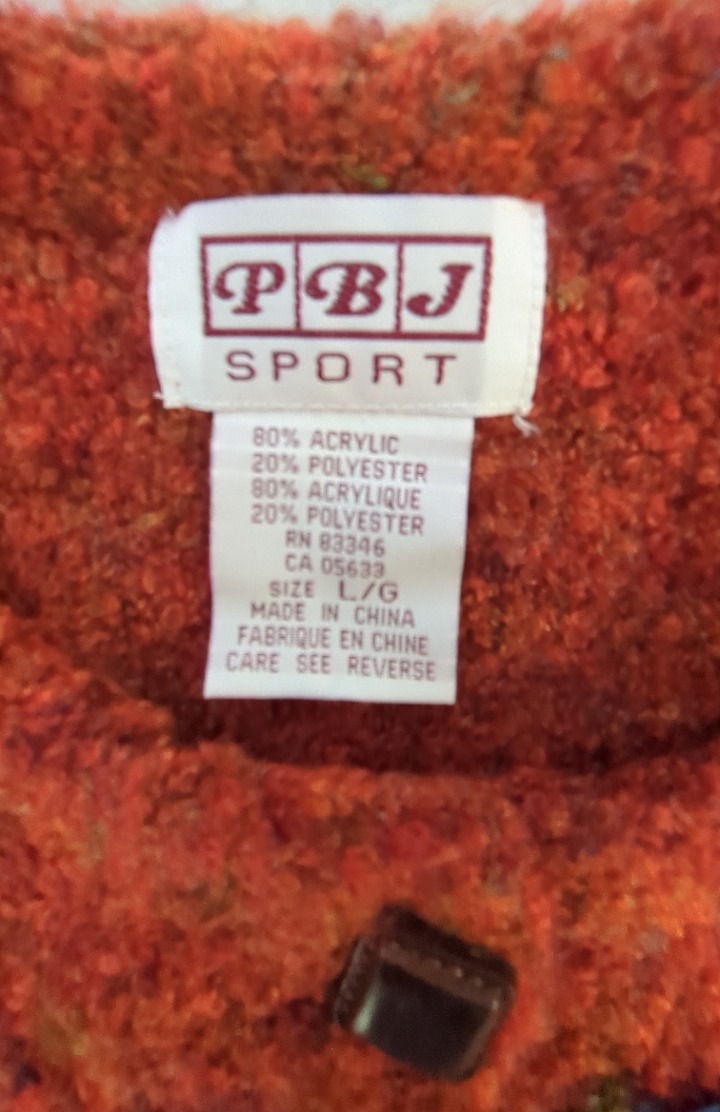 PBJ
SPORT
80% ACRYLIC
20% POLYESTER
80% ACRYLIQUE
20% POLYESTER
RN 83346
CA 05633
SIZE L/G
MADE IN CHINA
FABRIQUE EN CHINE
CARE SEE REVERSE